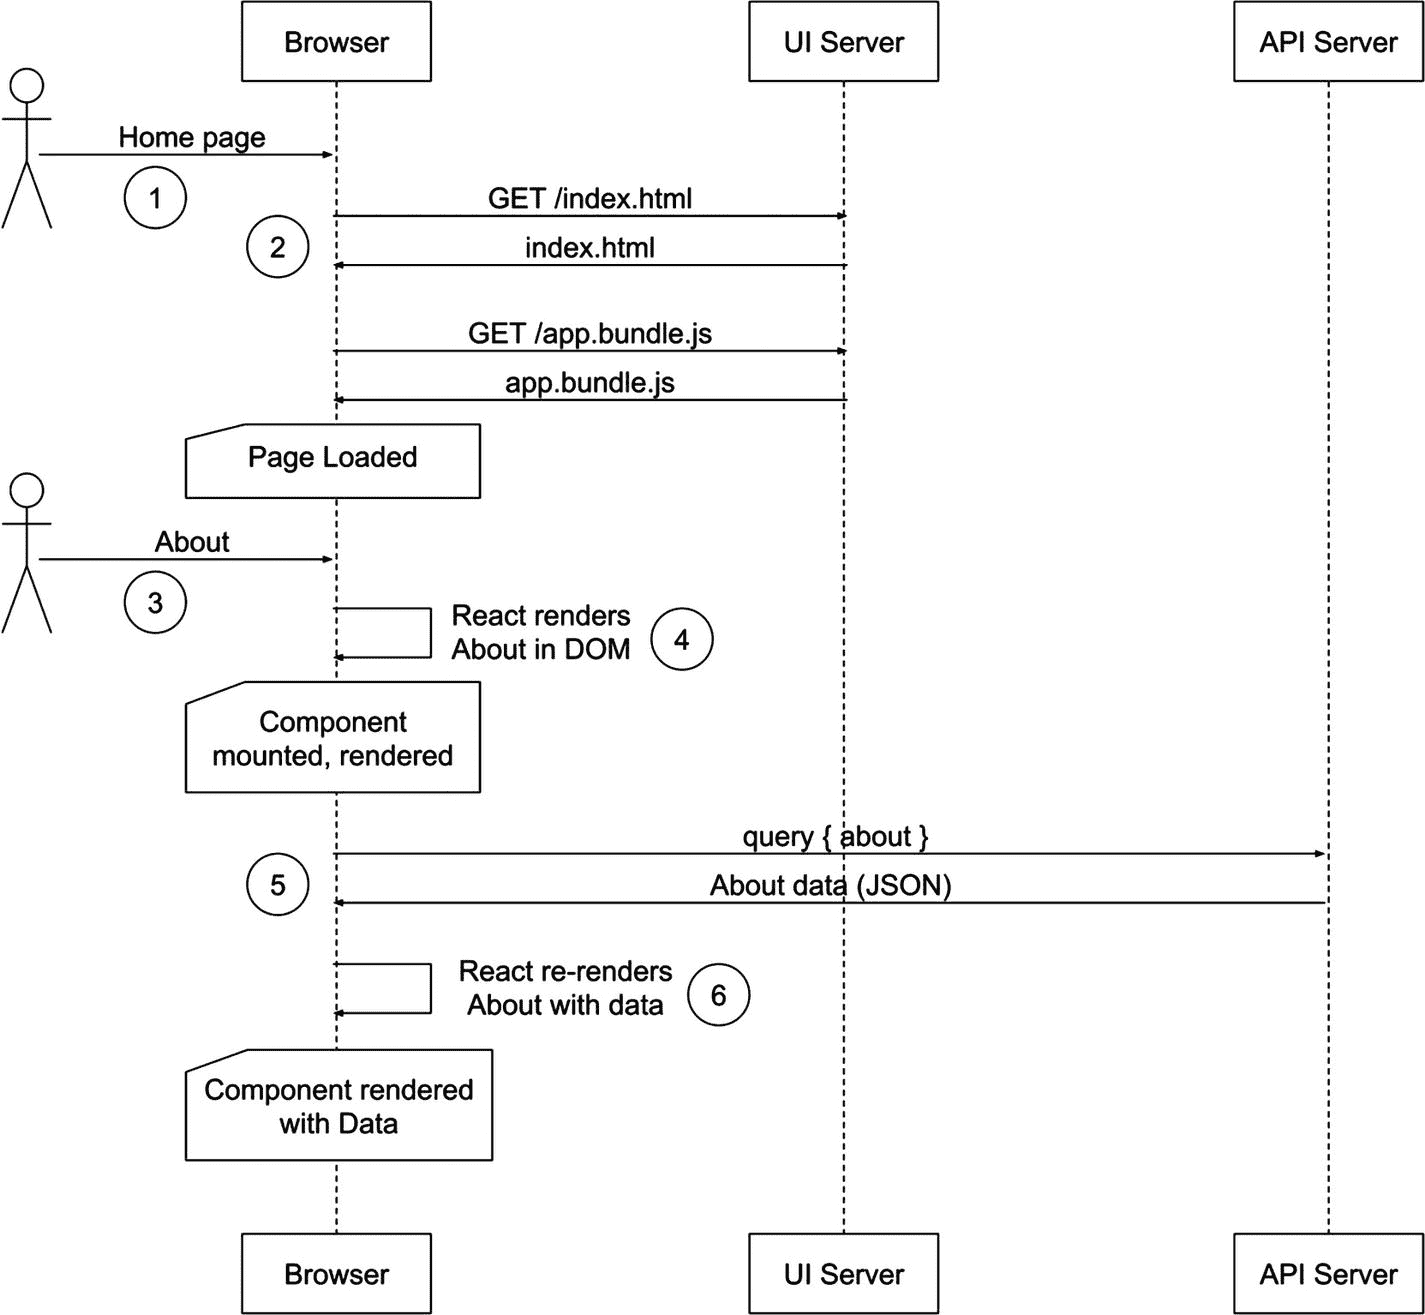 Browser
UI Server
API Server
Home page
1
GET /index.html
2
index.html
GET /app.bundle.js
app.bundle.js
Page Loaded
About
3
React renders
About in DOM
4
Component
mounted, rendered
query { about }
5
About data (JSON)
React re-renders
About with data
6
Component rendered
with Data
Browser
UI Server
API Server